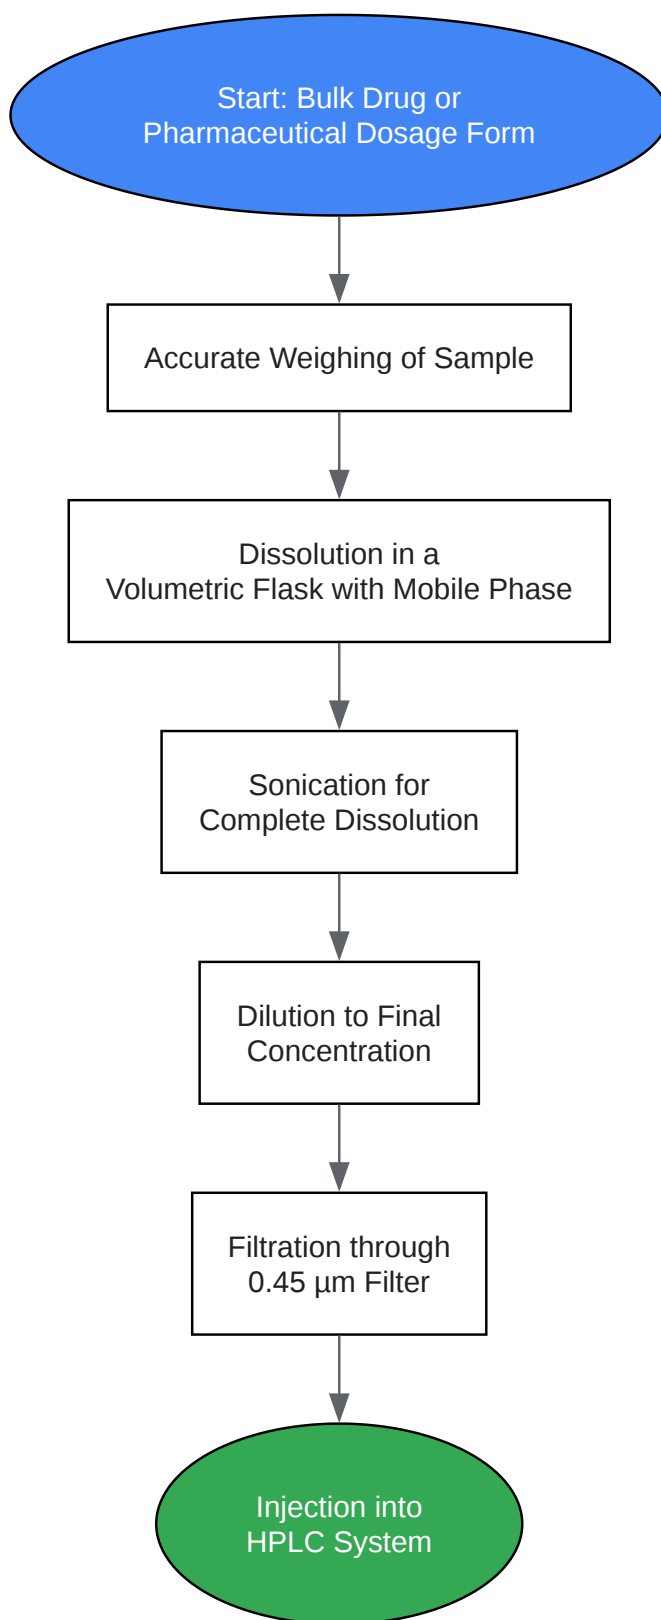 Start: Bulk Drug or
Pharmaceutical Dosage Form
Accurate Weighing of Sample
Dissolution in a
Volumetric Flask with Mobile Phase
Sonication for
Complete Dissolution
Dilution to Final
Concentration
Filtration through
0.45 µm Filter
Injection into
HPLC System